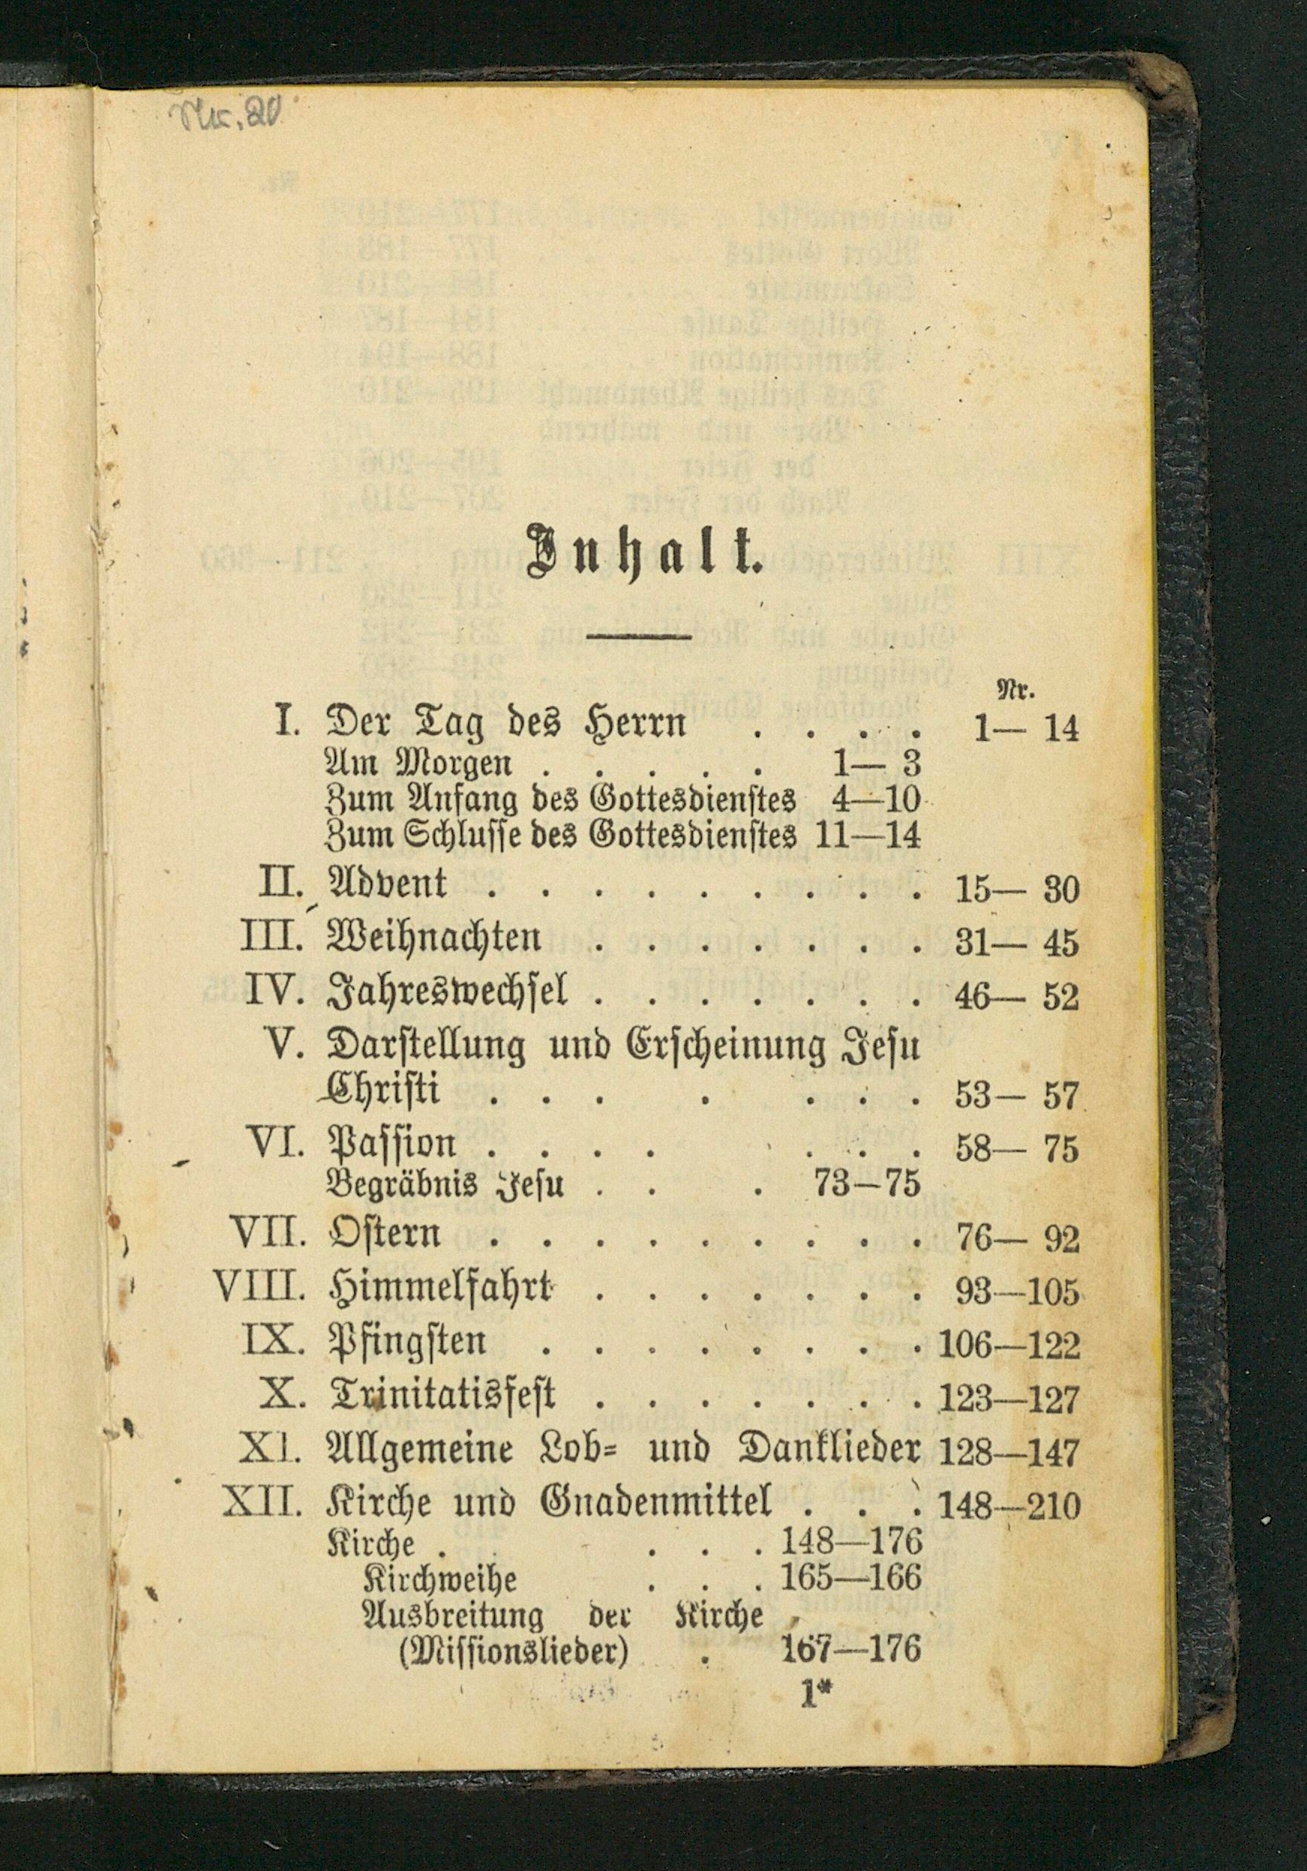 Nr. 20
Inhalt.
Nr.
I. Der Tag des Herrn . . . . 1— 14
Am Morgen . . . . . 1— 3
Zum Anfang des Gottesdienstes 4—10
Zum Schlusse des Gottesdienstes 11—14
II. Advent . . . . . . . . . 15— 30
III. Weihnachten . . . . . . . 31— 45
IV. Jahreswechsel . . . . . . . 46— 52
V. Darstellung und Erscheinung Jesu
Christi . . . . . . . 53— 57
VI. Passion . . . . . . . 58— 75
Begräbnis Jesu . . . 73—75
VII. Ostern . . . . . . . . . 76— 92
VIII. Himmelfahrt . . . . . . . 93—105
IX. Pfingsten . . . . . . . . 106—122
X. Trinitatisfest . . . . . . . 123—127
XI. Allgemeine Lob= und Danklieder 128—147
XII. Kirche und Gnadenmittel . . . 148—210
Kirche . . . . 148—176
Kirchweihe . . . 165—166
Ausbreitung der Kirche
(Missionslieder) . 167—176
1*